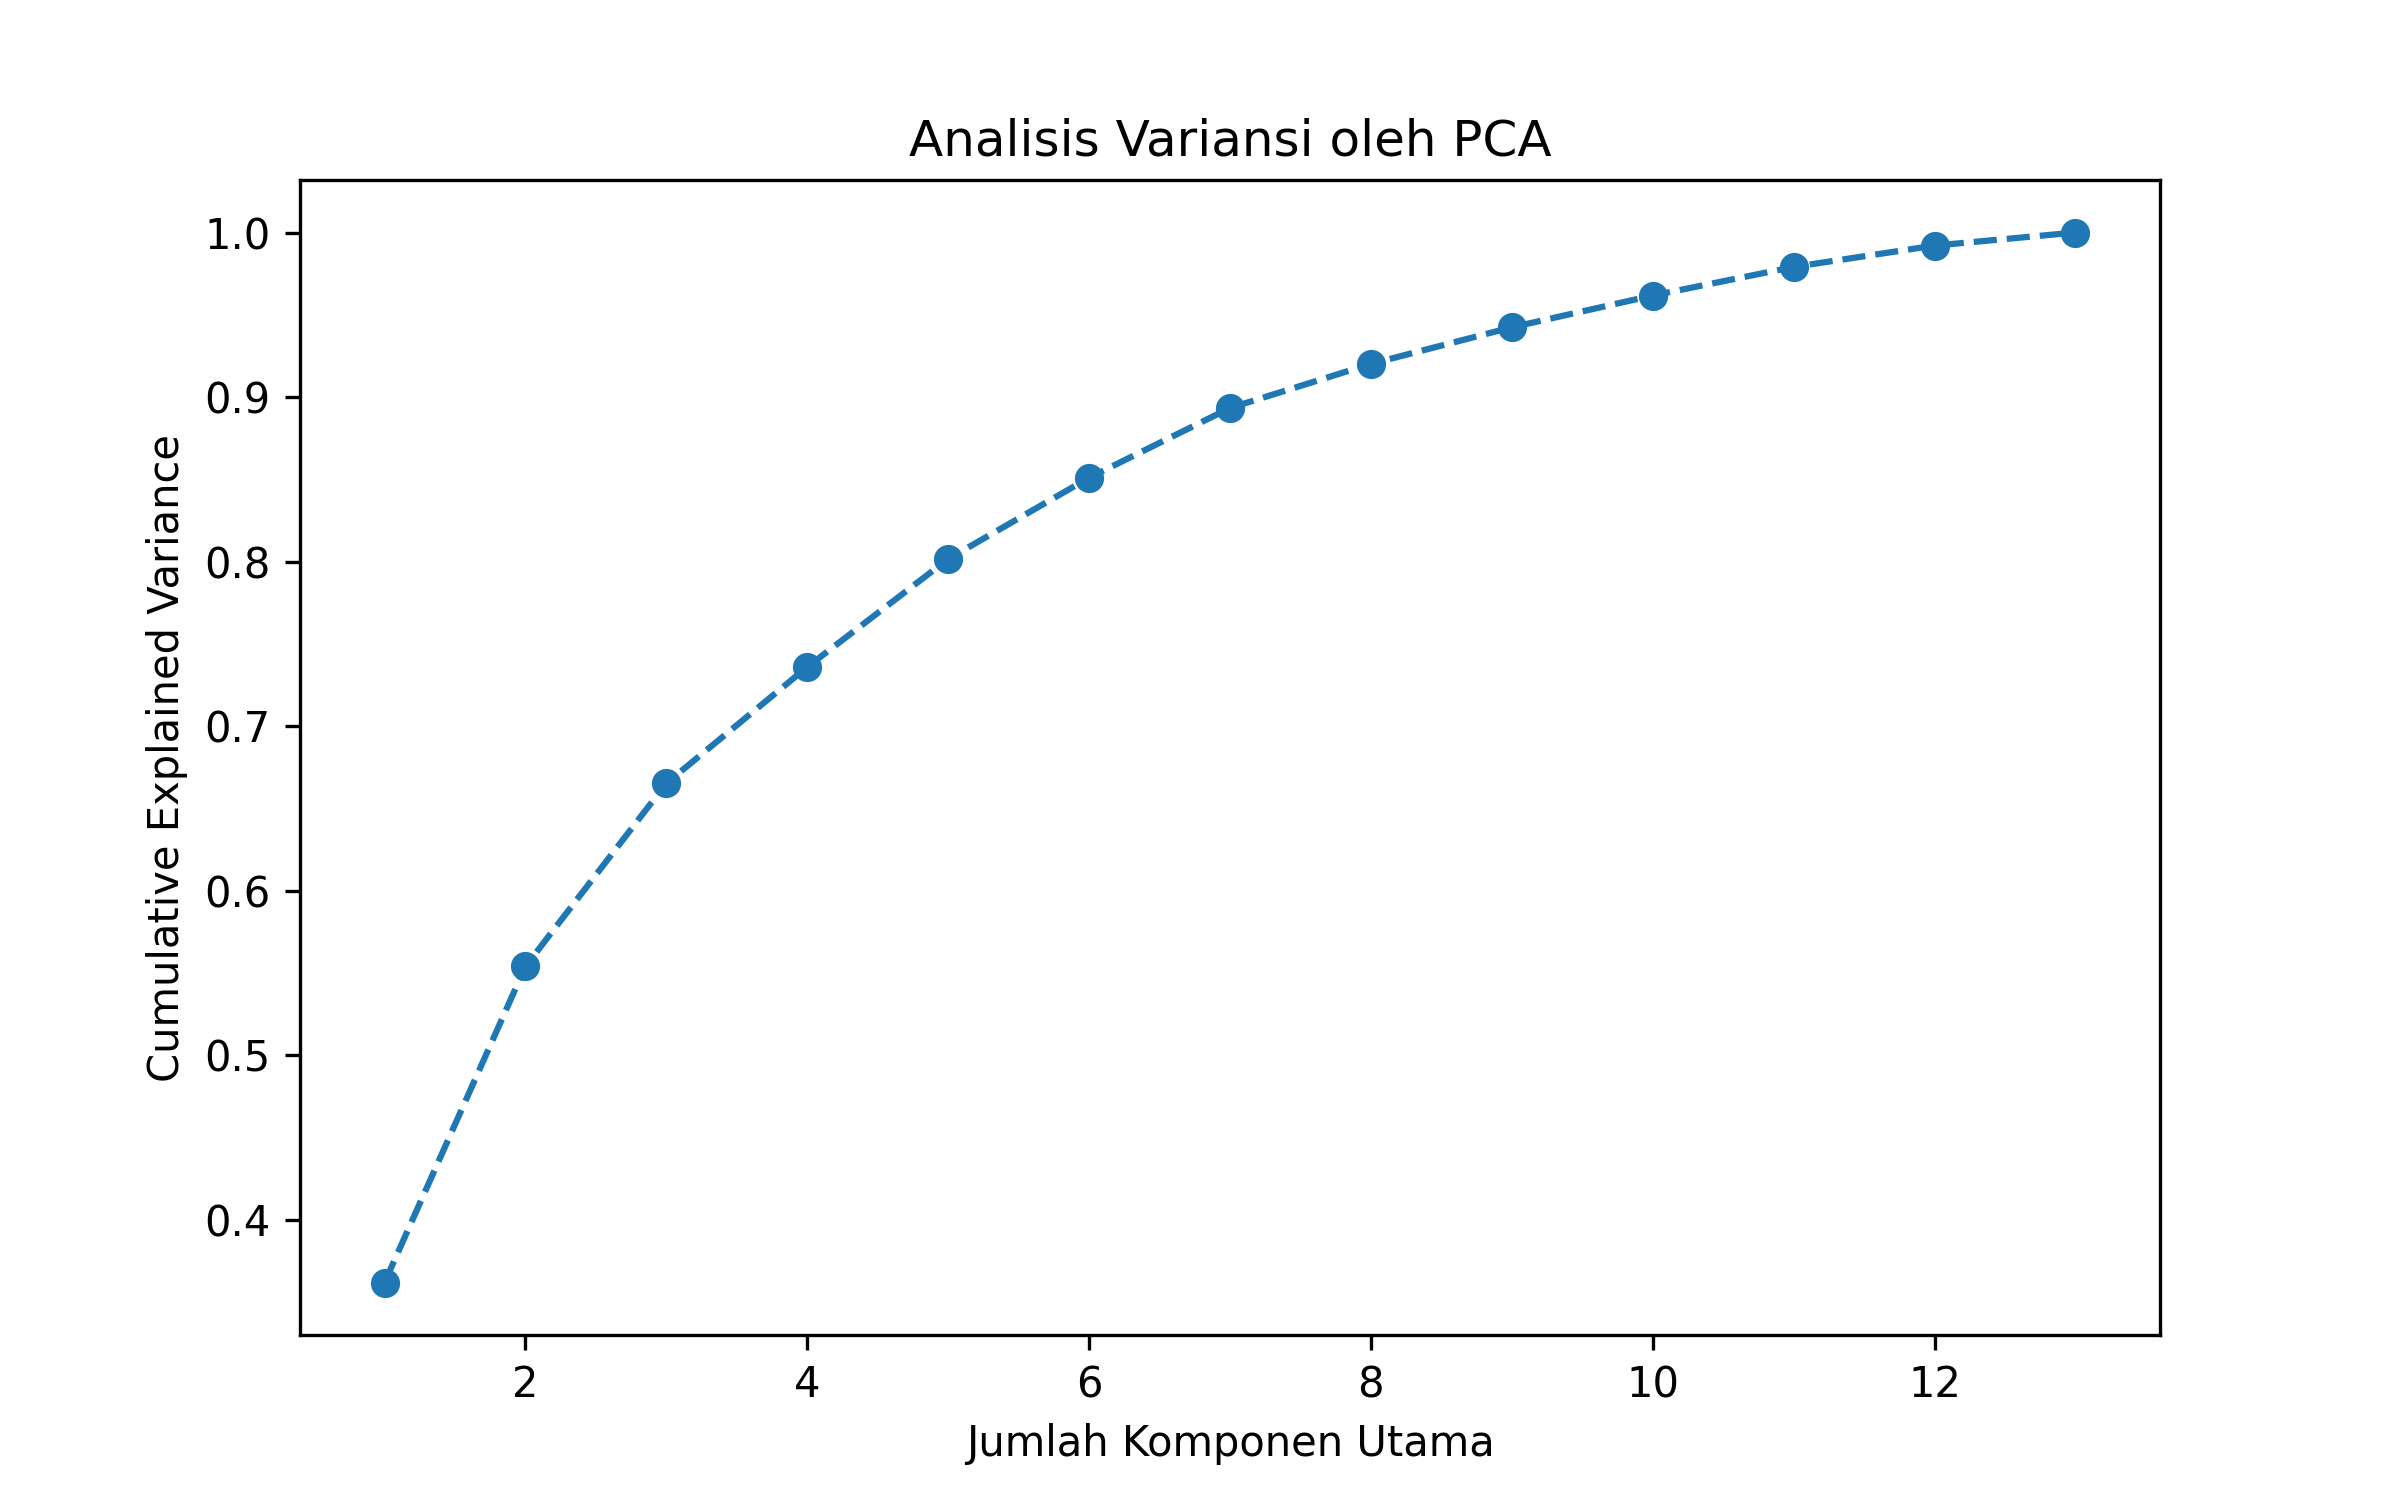 Analisis Variansi oleh PCA
Cumulative Explained Variance
1.0
0.9
0.8
0.7
0.6
0.5
0.4
2 4 6 8 10 12
Jumlah Komponen Utama